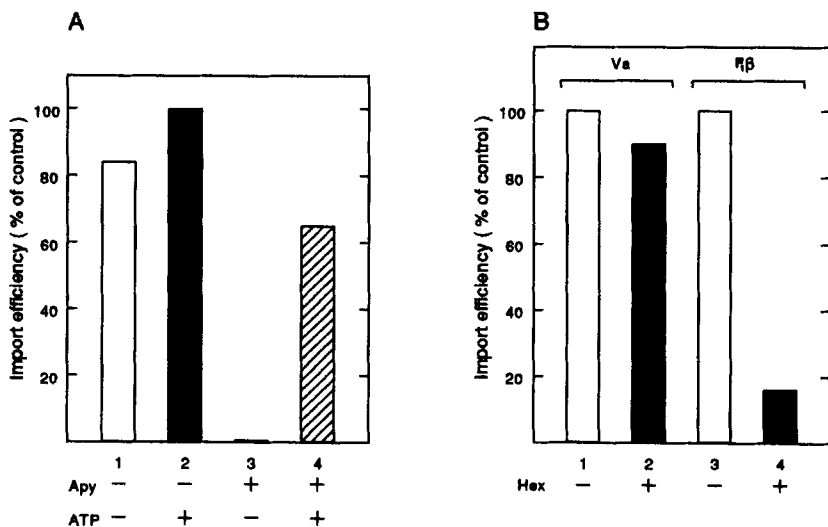 A
Import efficiency ( % of control )
100
80
60
40
20
1 2 3 4
Apy − − + +
ATP − + − +
B
Va
F₁β
Import efficiency ( % of control )
100
80
60
40
20
1 2 3 4
Hex − + − +